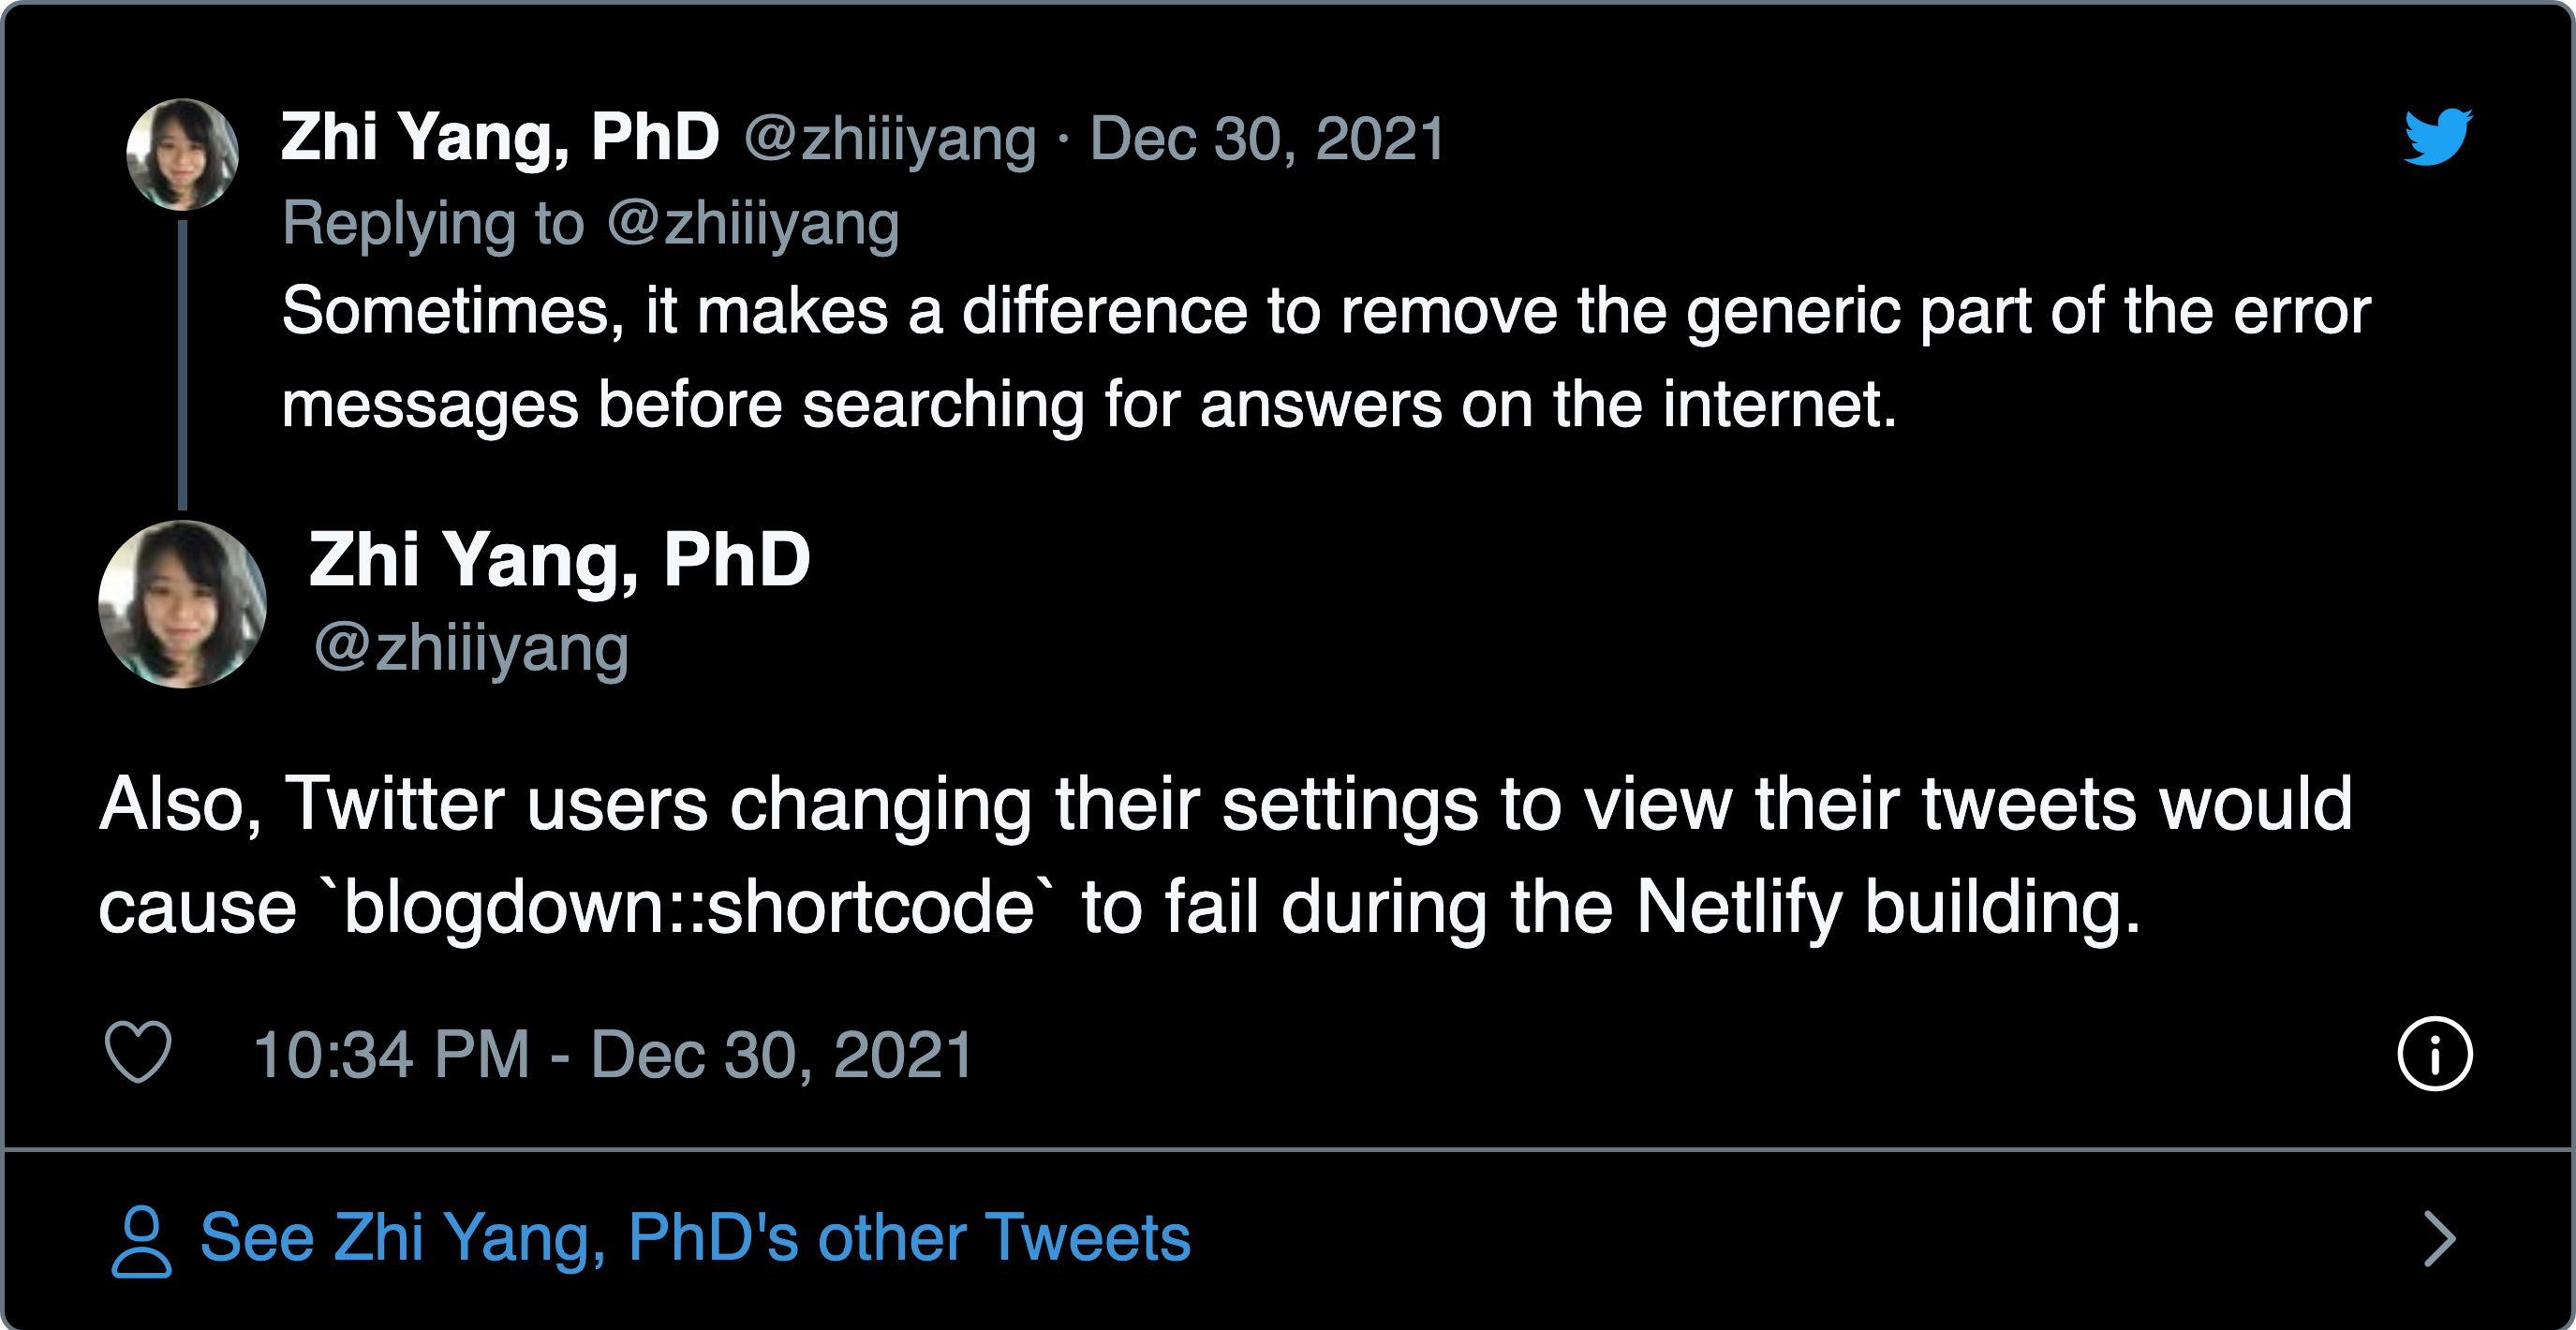 Zhi Yang, PhD @zhiiiyang · Dec 30, 2021
Replying to @zhiiiyang
Sometimes, it makes a difference to remove the generic part of the error
messages before searching for answers on the internet.
Zhi Yang, PhD
@zhiiiyang
Also, Twitter users changing their settings to view their tweets would
cause `blogdown::shortcode` to fail during the Netlify building.
10:34 PM - Dec 30, 2021
See Zhi Yang, PhD's other Tweets